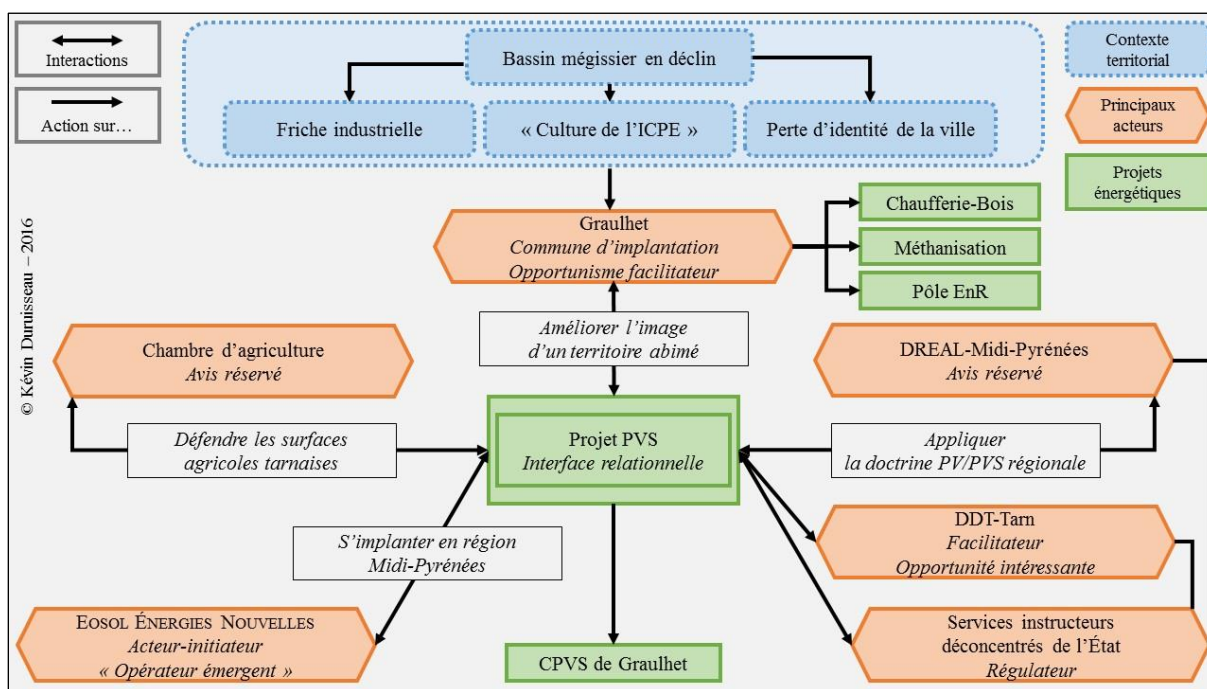 Interactions
Action sur…
Bassin mégissier en déclin
Friche industrielle
« Culture de l’ICPE »
Perte d’identité de la ville
Contexte
territorial
Principaux
acteurs
Projets
énergétiques
© Kévin Duruisseau – 2016
Graulhet
Commune d’implantation
Opportunisme facilitateur
Chaufferie-Bois
Méthanisation
Pôle EnR
Améliorer l’image
d’un territoire abimé
Chambre d’agriculture
Avis réservé
DREAL-Midi-Pyrénées
Avis réservé
Défendre les surfaces
agricoles tarnaises
Projet PVS
Interface relationnelle
Appliquer
la doctrine PV/PVS régionale
S’implanter en région
Midi-Pyrénées
DDT-Tarn
Facilitateur
Opportunité intéressante
EOSOL ÉNERGIES NOUVELLES
Acteur-initiateur
« Opérateur émergent »
CPVS de Graulhet
Services instructeurs
déconcentrés de l’État
Régulateur